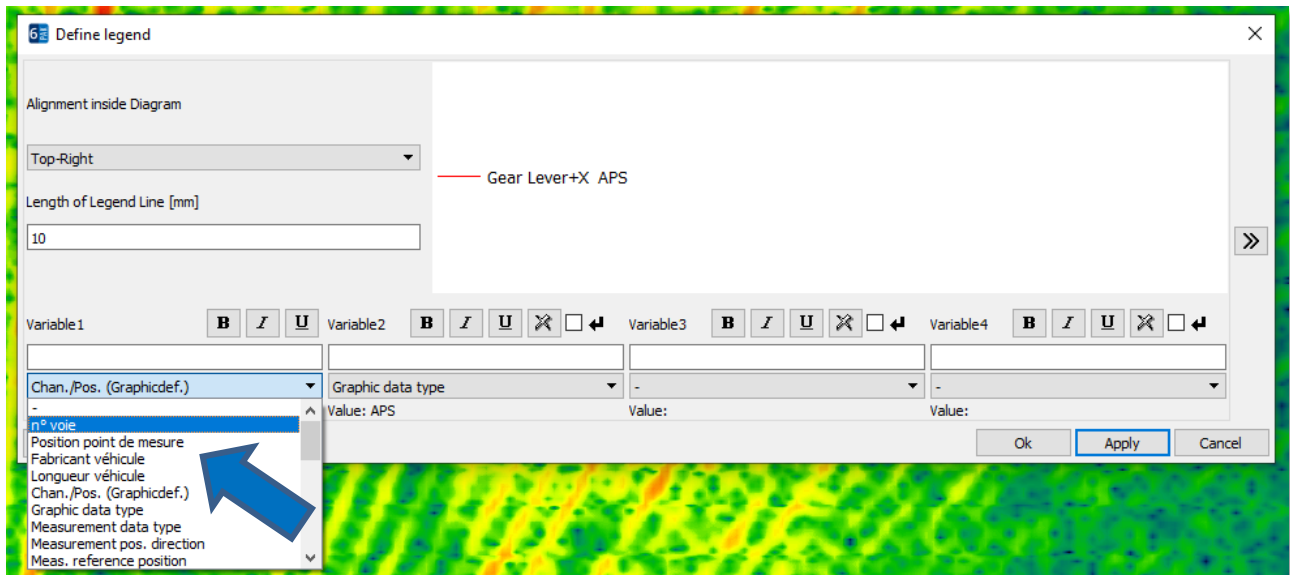 Define legend
Alignment inside Diagram
Top-Right
Length of Legend Line [mm]
10
Gear Lever+X APS
Variable1 B I U Variable2 B I U Variable3 B I U Variable4 B I U
Chan./Pos. (Graphicdef.) Graphic data type - -
Value: APS Value: Value:
-
n° voie
Position point de mesure
Fabricant véhicule
Longueur véhicule
Chan./Pos. (Graphicdef.)
Graphic data type
Measurement data type
Measurement pos. direction
Meas. reference position
Ok Apply Cancel